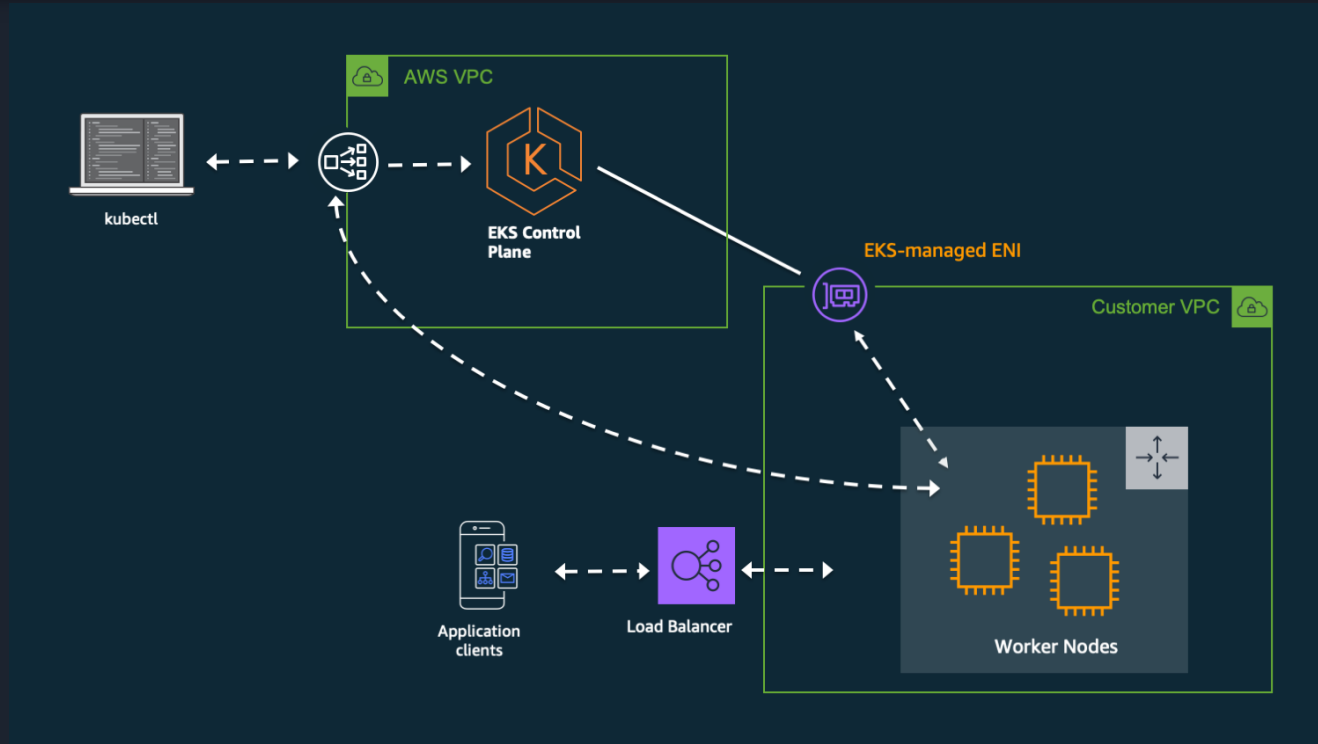 AWS VPC
kubectl
K
EKS Control
Plane
EKS-managed ENI
Customer VPC
Application
clients
Load Balancer
Worker Nodes